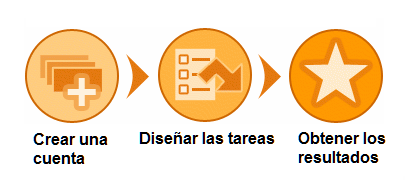 Crear una
cuenta
Diseñar las tareas
Obtener los
resultados